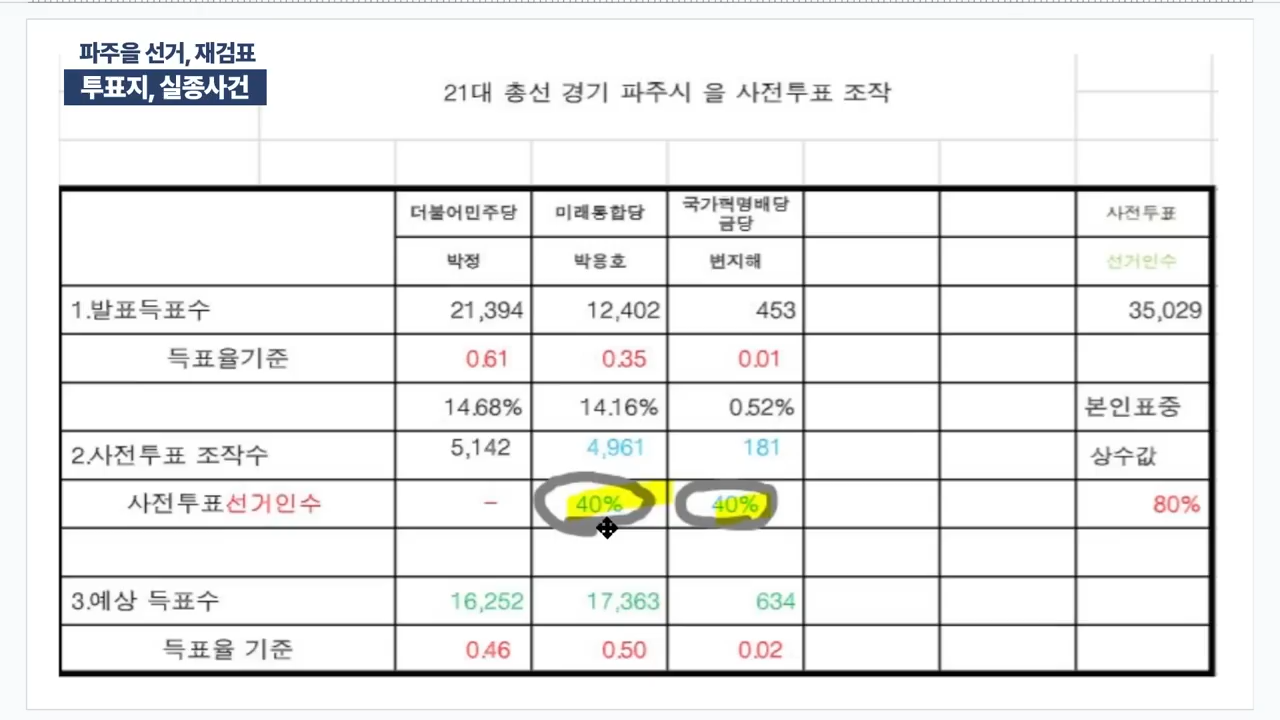 파주을 선거, 재검표
투표지, 실종사건
21대 총선 경기 파주시 을 사전투표 조작
더불어민주당 미래통합당 국가혁명배당 사전투표
금당
박정 박용호 변지해 선거인수
1.발표득표수 21,394 12,402 453 35,029
득표율기준 0.61 0.35 0.01
14.68% 14.16% 0.52% 본인표중
2.사전투표 조작수 5,142 4,961 181 상수값
사전투표선거인수 – 40% 40% 80%
3.예상 득표수 16,252 17,363 634
득표율 기준 0.46 0.50 0.02